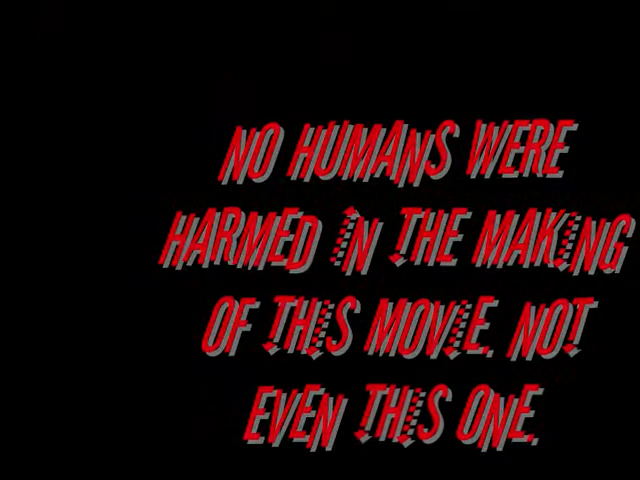 NO HUMANS WERE
HARMED IN THE MAKING
OF THIS MOVIE. NOT
EVEN THIS ONE.